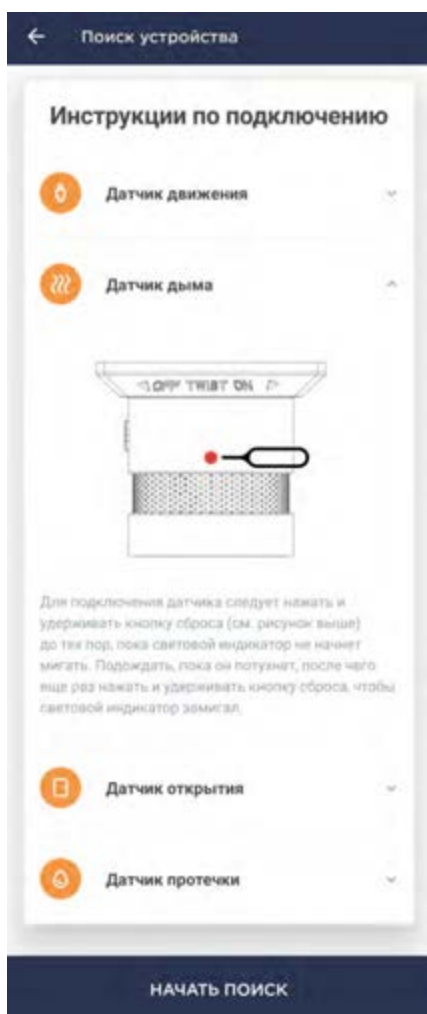 Поиск устройства
Инструкции по подключению
Датчик движения
Датчик дыма
OFF TWIST ON
Для подключения датчика следует нажать и
удерживать кнопку сброса (см. рисунок выше)
до тех пор, пока световой индикатор не начнет
мигать. Подождать, пока он потухнет, после чего
еще раз нажать и удерживать кнопку сброса, чтобы
световой индикатор замигал.
Датчик открытия
Датчик протечки
НАЧАТЬ ПОИСК